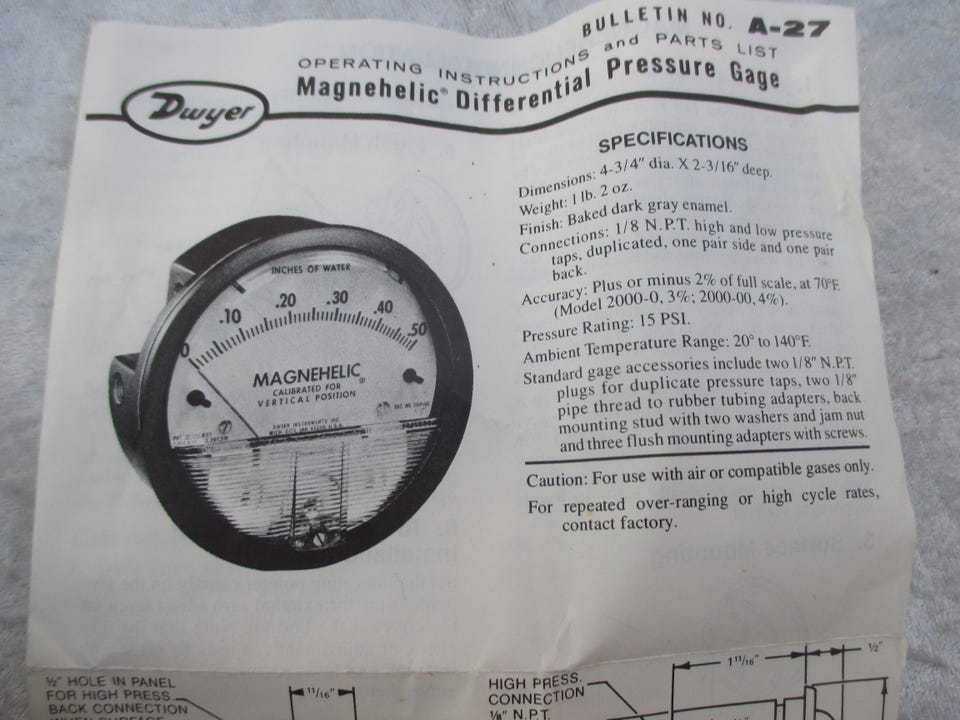 BULLETIN NO. A-27
OPERATING INSTRUCTIONS and PARTS LIST
Magnehelic® Differential Pressure Gage
Dwyer
SPECIFICATIONS
Dimensions: 4-3/4" dia. X 2-3/16" deep.
Weight: 1 lb. 2 oz.
Finish: Baked dark gray enamel.
Connections: 1/8 N.P.T. high and low pressure
taps, duplicated, one pair side and one pair
back.
Accuracy: Plus or minus 2% of full scale, at 70°F.
(Model 2000-0, 3%; 2000-00, 4%).
Pressure Rating: 15 PSI.
Ambient Temperature Range: 20° to 140°F.
Standard gage accessories include two 1/8" N.P.T.
plugs for duplicate pressure taps, two 1/8"
pipe thread to rubber tubing adapters, back
mounting stud with two washers and jam nut
and three flush mounting adapters with screws.
Caution: For use with air or compatible gases only.
For repeated over-ranging or high cycle rates,
contact factory.
INCHES OF WATER
0 .10 .20 .30 .40 .50
MAGNEHELIC®
CALIBRATED FOR
VERTICAL POSITION
DWYER INSTRUMENTS INC.
½" HOLE IN PANEL
FOR HIGH PRESS.
BACK CONNECTION
WHEN SURFACE
11/16"
HIGH PRESS.
CONNECTION
⅛" N.P.T.
1 11/16"
½"